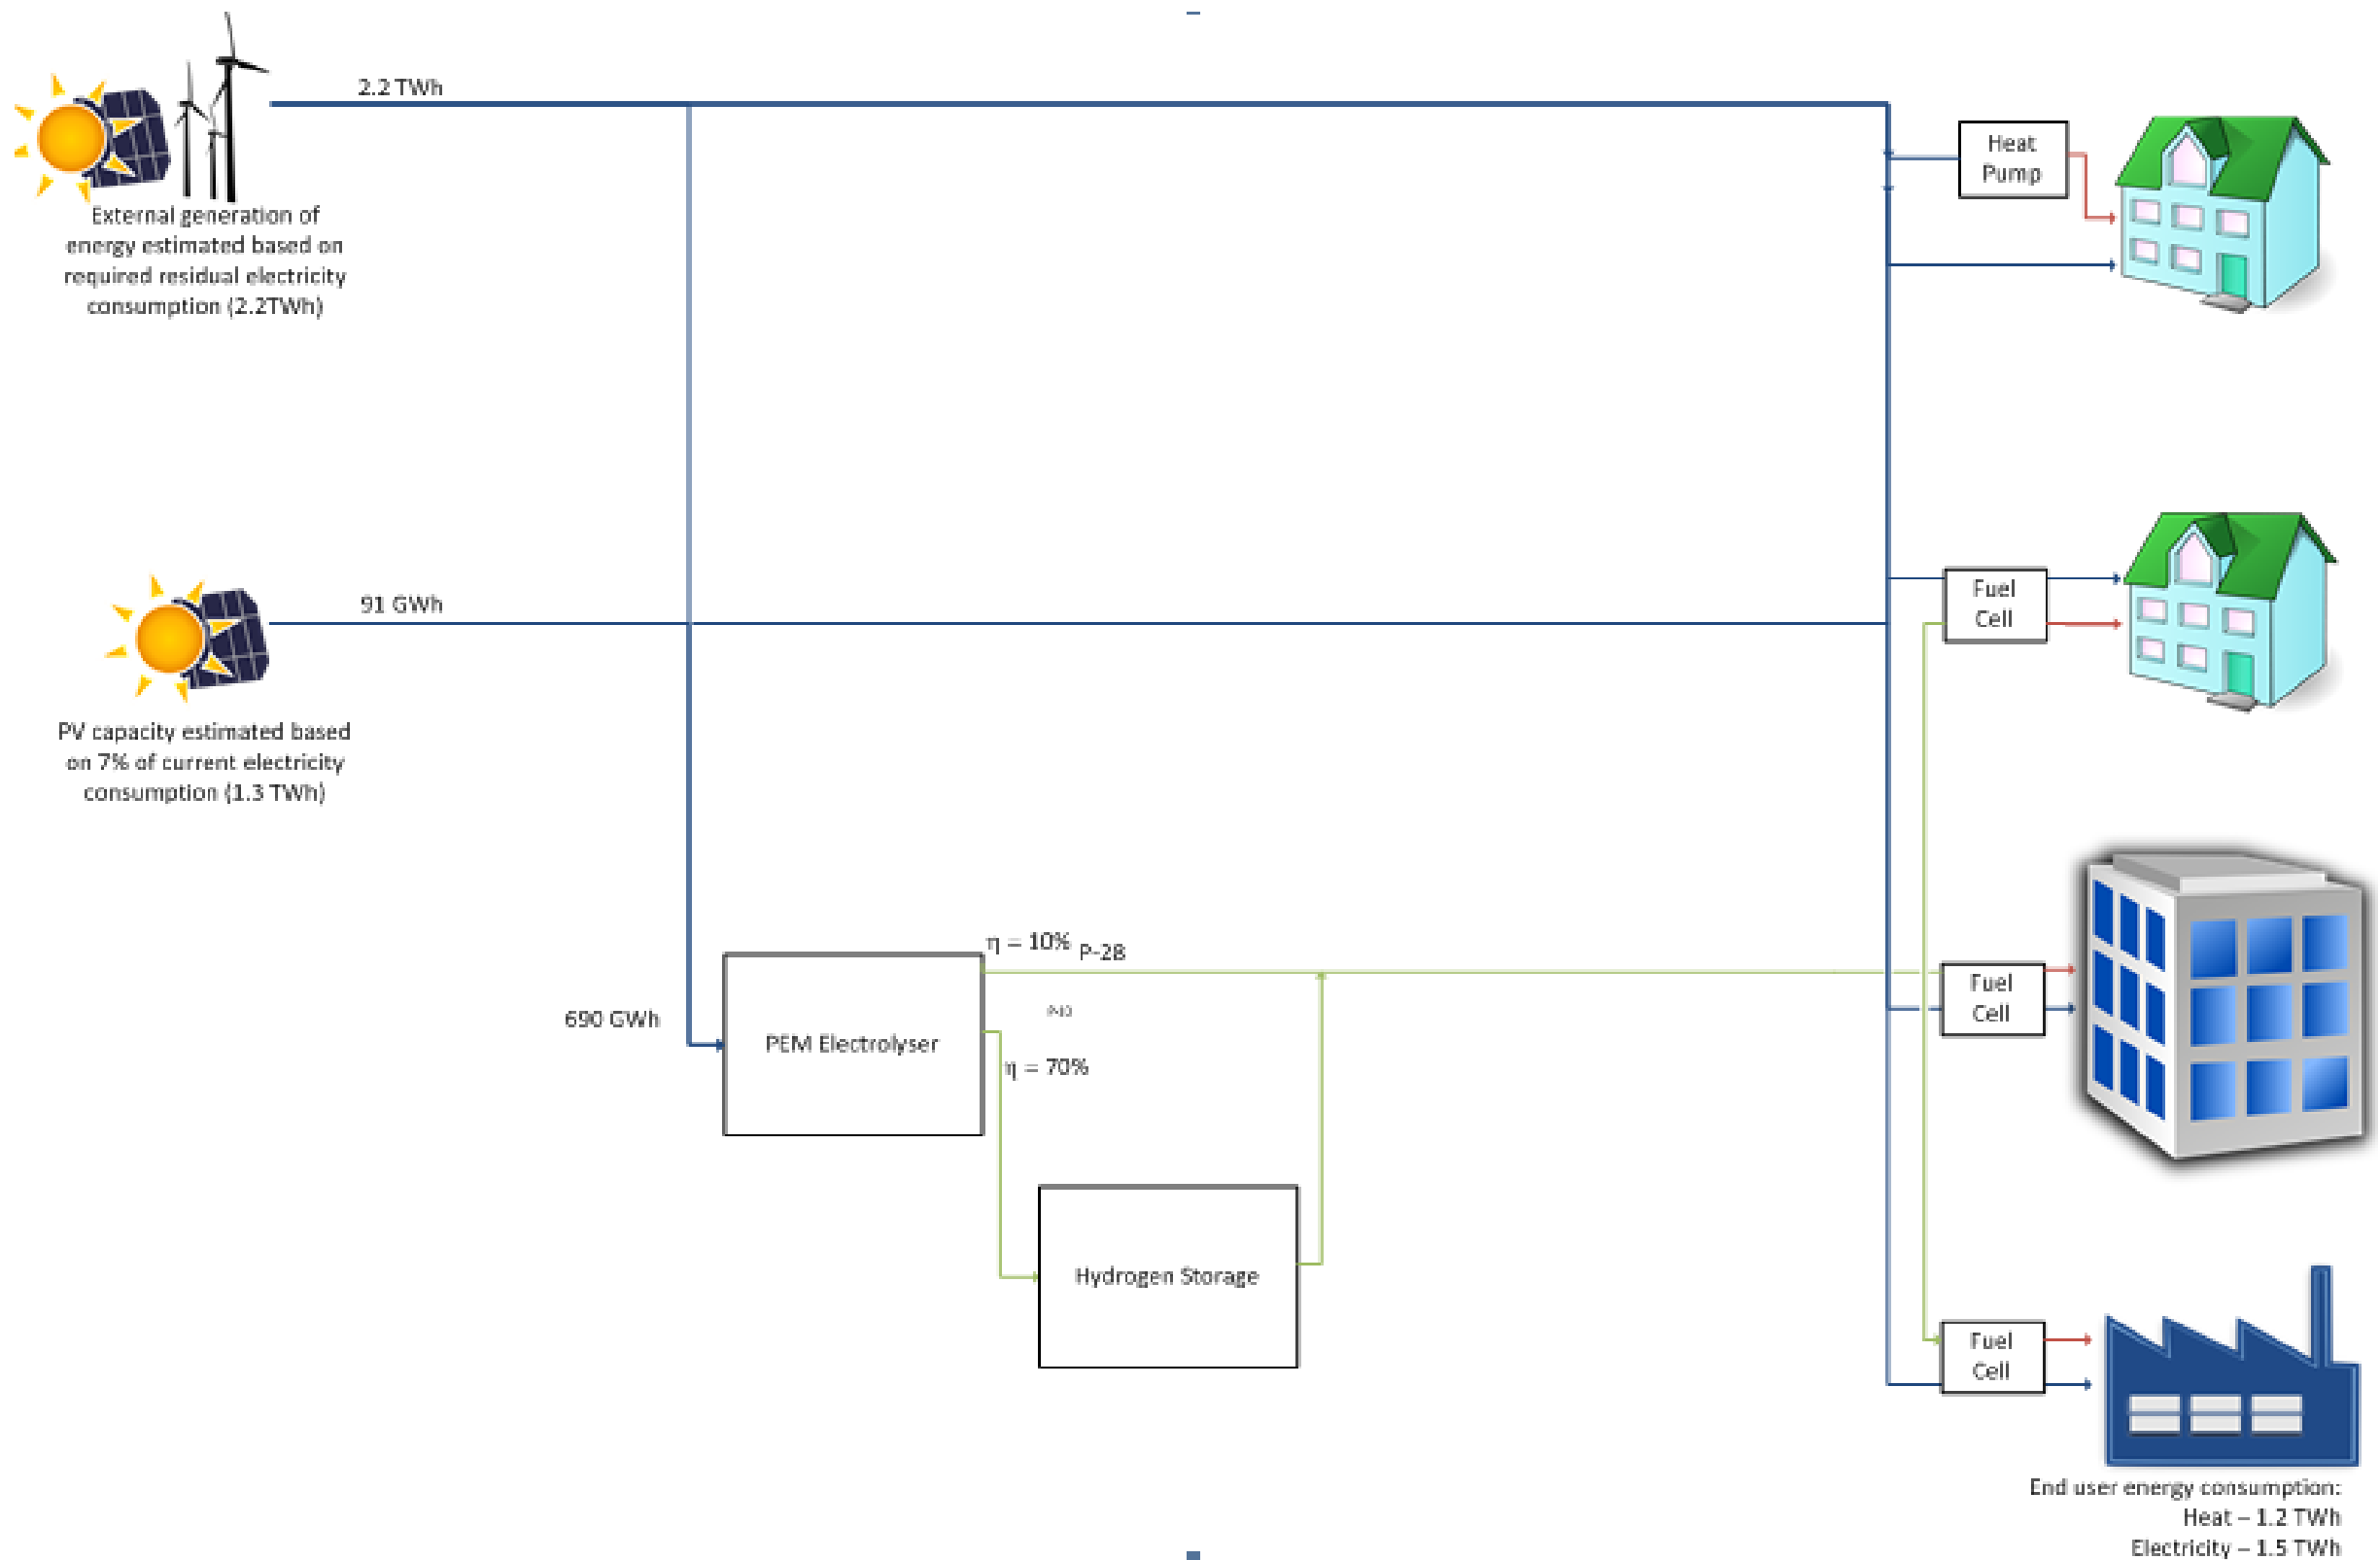 2.2 TWh
Heat
Pump
External generation of
energy estimated based on
required residual electricity
consumption (2.2TWh)
91 GWh
Fuel
Cell
PV capacity estimated based
on 7% of current electricity
consumption (1.3 TWh)
η = 10%
P-28
690 GWh
PEM Electrolyser
η = 70%
Fuel
Cell
Hydrogen Storage
Fuel
Cell
End user energy consumption:
Heat – 1.2 TWh
Electricity – 1.5 TWh